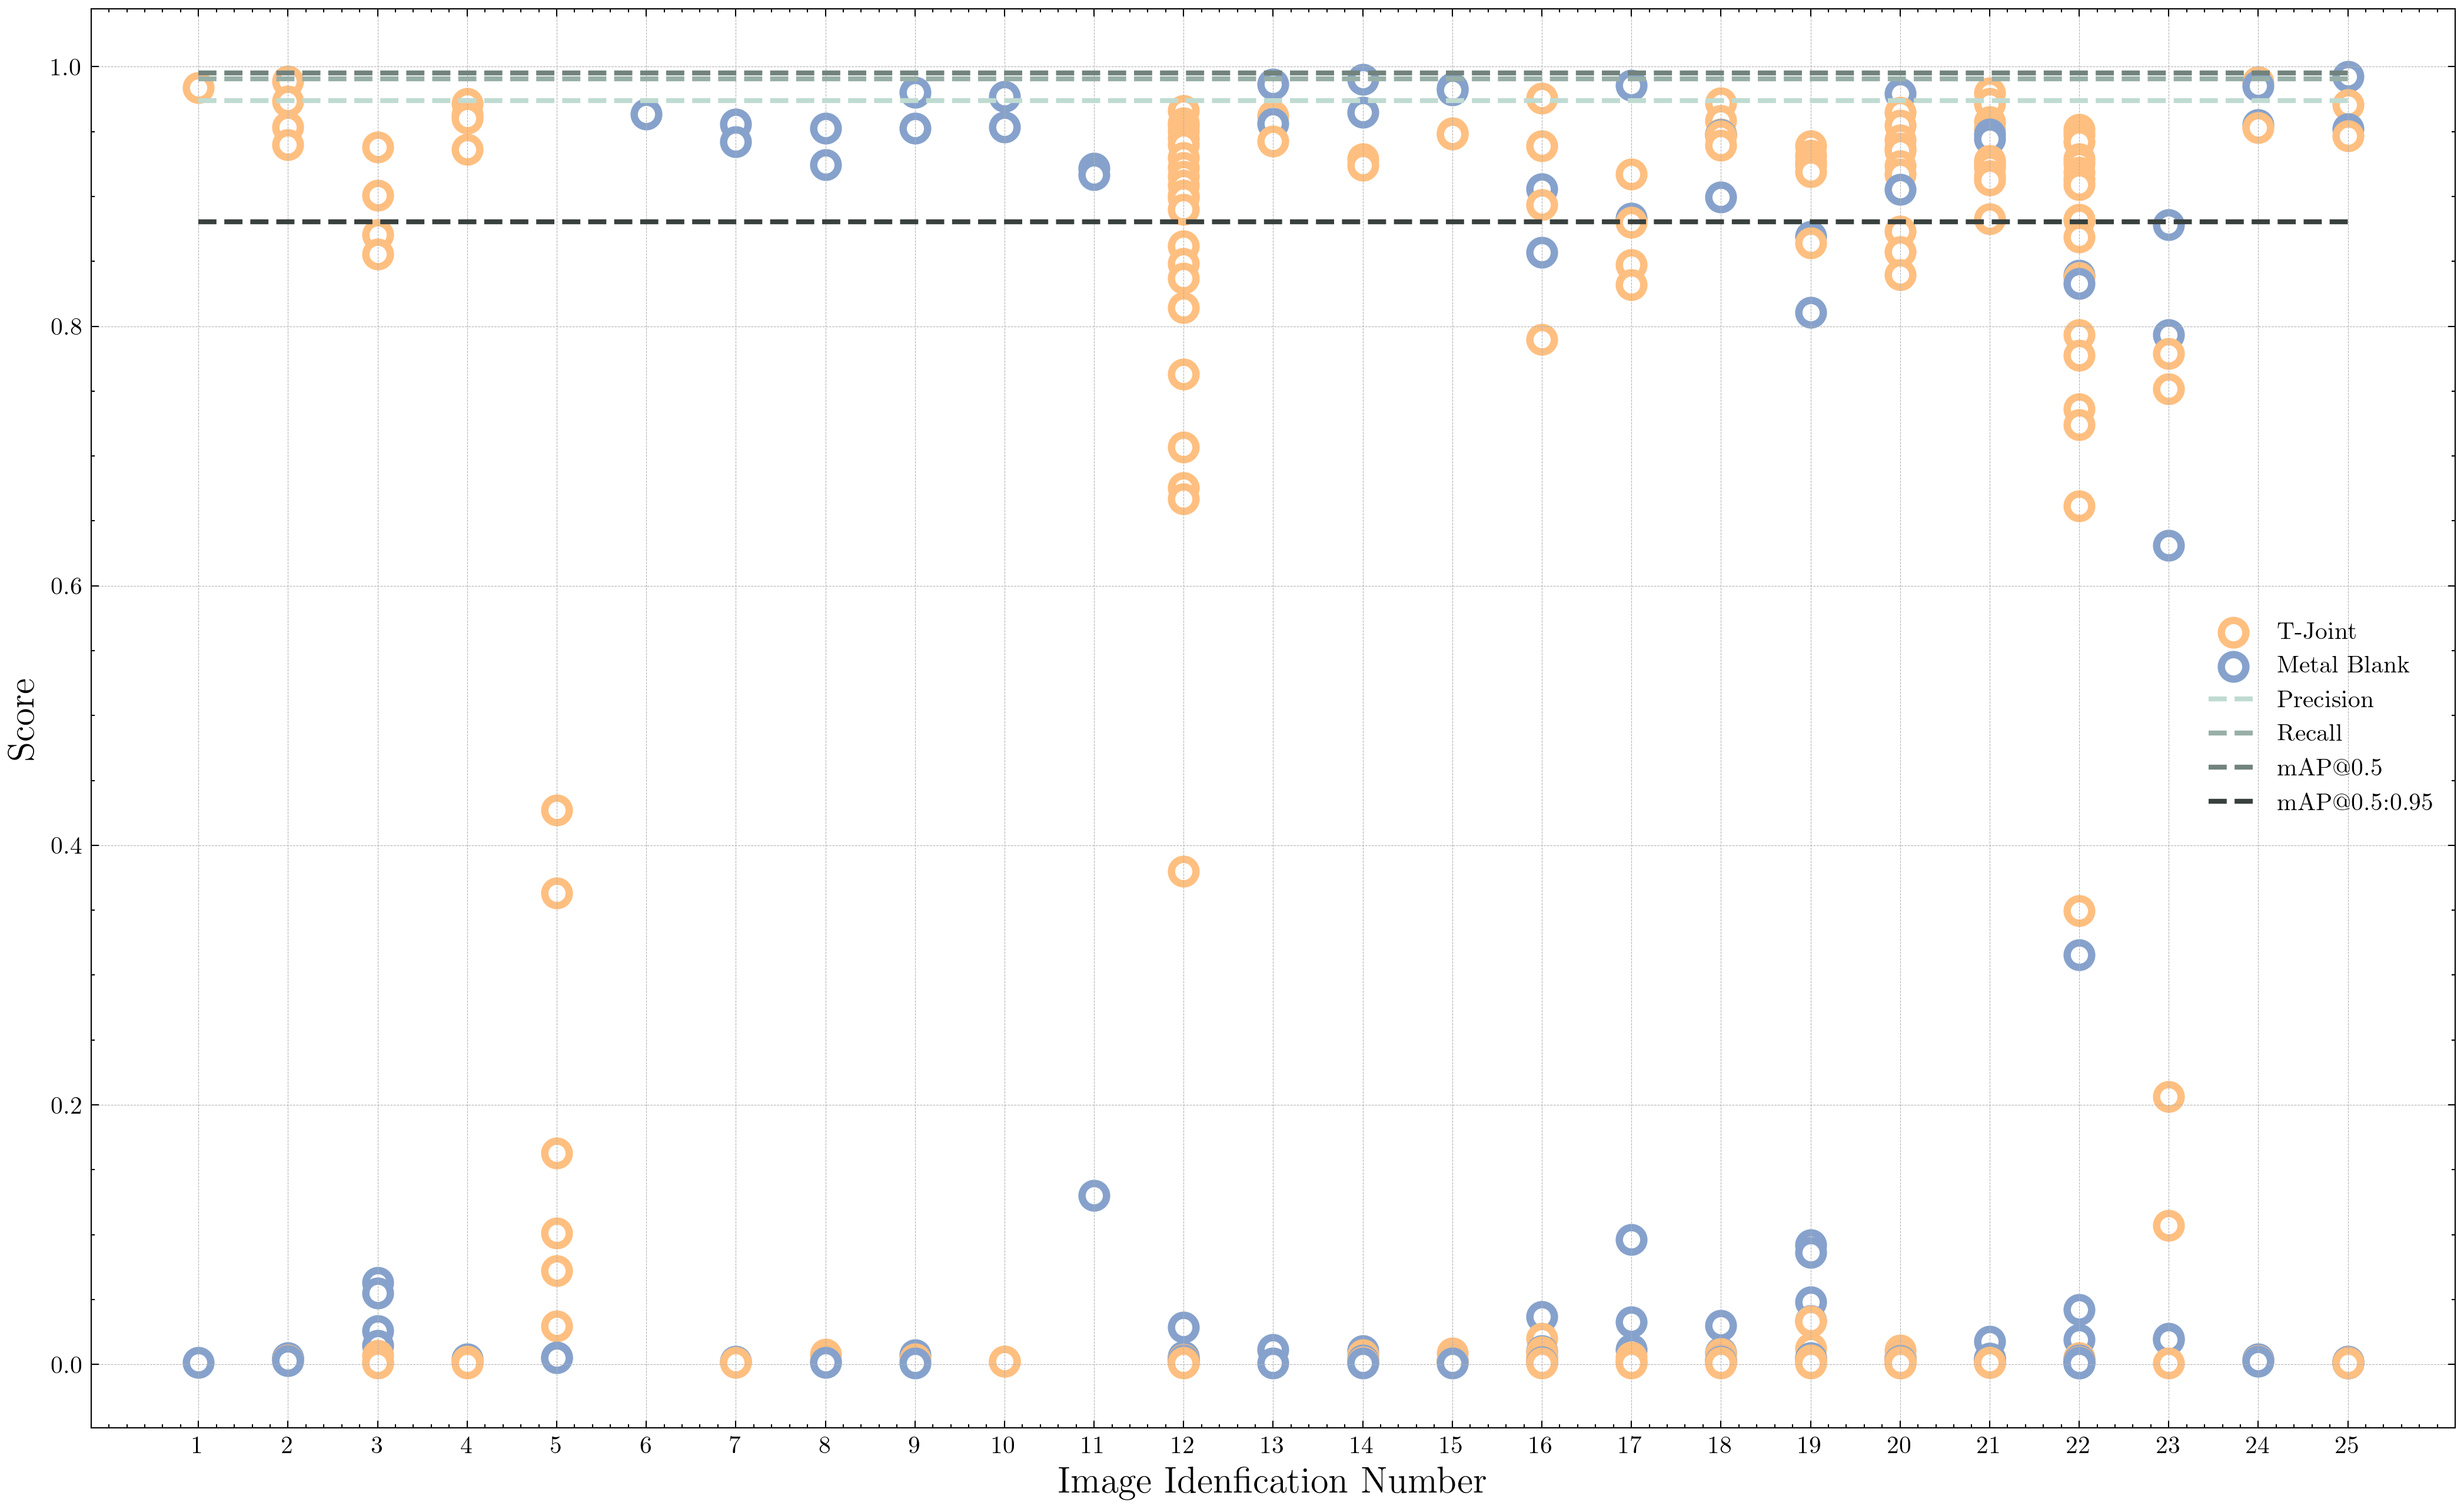 1.0
0.8
0.6
0.4
0.2
0.0
Score
T-Joint
Metal Blank
Precision
Recall
mAP@0.5
mAP@0.5:0.95
1 2 3 4 5 6 7 8 9 10 11 12 13 14 15 16 17 18 19 20 21 22 23 24 25
Image Idenfication Number